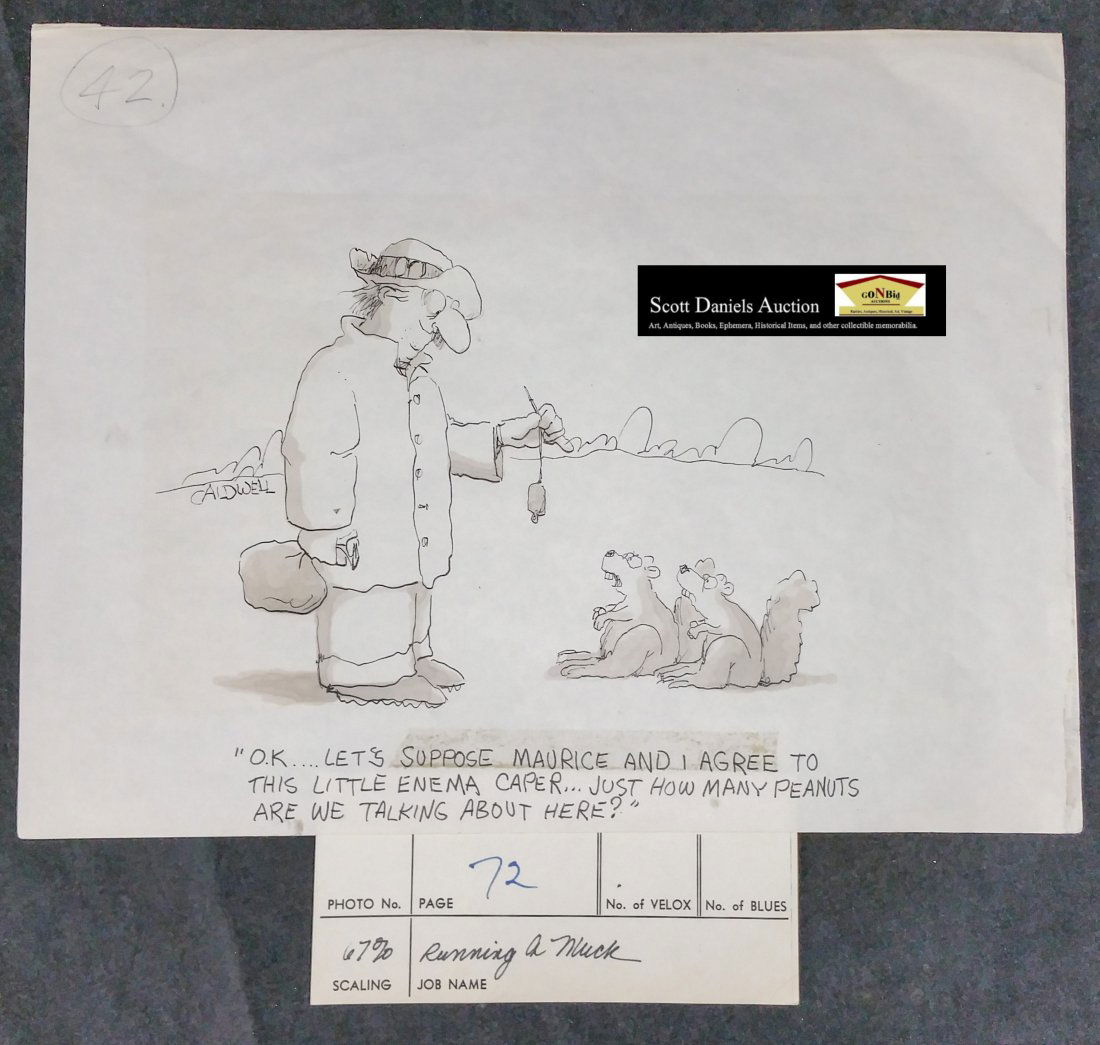 42.
Scott Daniels Auction
GONBid
AUCTIONS
Art, Antiques, Books, Ephemera, Historical Items, and other collectible memorabilia.
CALDWELL
"O.K.... LET'S SUPPOSE MAURICE AND I AGREE TO
THIS LITTLE ENEMA CAPER... JUST HOW MANY PEANUTS
ARE WE TALKING ABOUT HERE?"
72
PHOTO No. PAGE No. of VELOX No. of BLUES
67% Running A Muck
SCALING JOB NAME